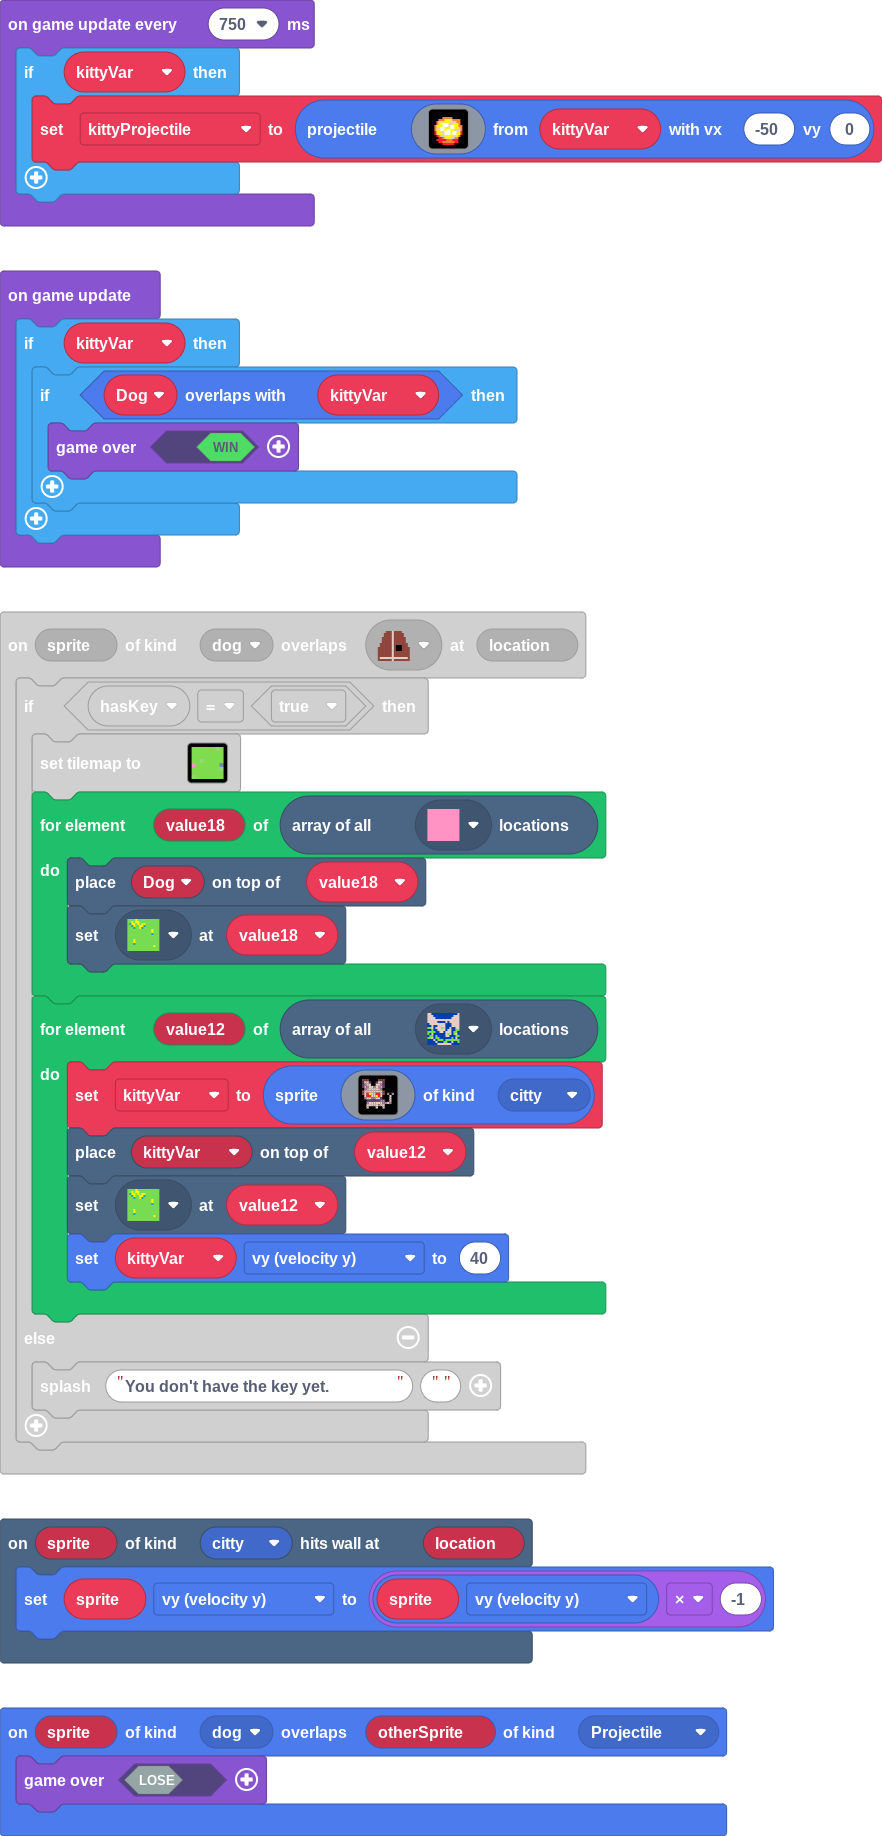 on game update every 750 ms
if kittyVar then
set kittyProjectile to projectile from kittyVar with vx -50 vy 0
on game update
if kittyVar then
if Dog overlaps with kittyVar then
game over WIN
on sprite of kind dog overlaps at location
if hasKey = true then
set tilemap to
for element value18 of array of all locations
do
place Dog on top of value18
set at value18
for element value12 of array of all locations
do
set kittyVar to sprite of kind citty
place kittyVar on top of value12
set at value12
set kittyVar vy (velocity y) to 40
else
splash "You don't have the key yet. " " "
on sprite of kind citty hits wall at location
set sprite vy (velocity y) to sprite vy (velocity y) × -1
on sprite of kind dog overlaps otherSprite of kind Projectile
game over LOSE